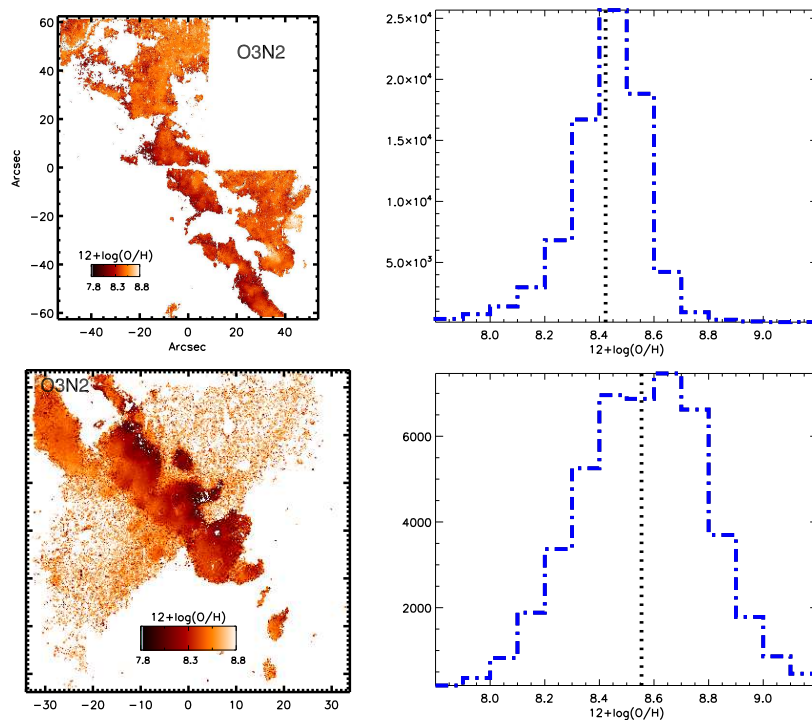 O3N2
Arcsec
60
40
20
0
−20
−40
−60
12+log(O/H)
7.8 8.3 8.8
−40 −20 0 20 40
Arcsec
2.5×10⁴
2.0×10⁴
1.5×10⁴
1.0×10⁴
5.0×10³
8.0 8.2 8.4 8.6 8.8 9.0
12+log(O/H)
O3N2
12+log(O/H)
7.8 8.3 8.8
−30 −20 −10 0 10 20 30
6000
4000
2000
8.0 8.2 8.4 8.6 8.8 9.0
12+log(O/H)